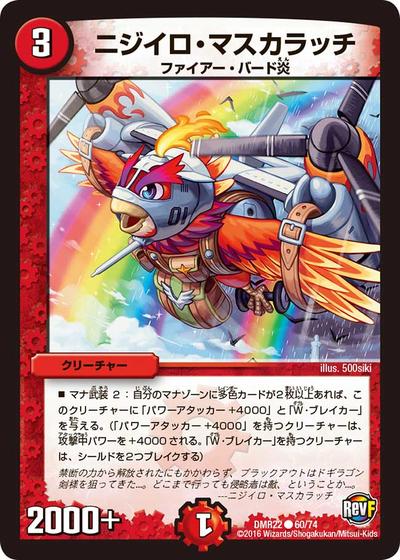 3
ニジイロ・マスカラッチ
ファイアー・バード炎
01
クリーチャー
illus. 500siki
■ マナ武装 2：自分のマナゾーンに多色カードが2枚以上あれば、こ
のクリーチャーに「パワーアタッカー +4000」と「W・ブレイカー」
を与える。(「パワーアタッカー +4000」を持つクリーチャーは、
攻撃中パワーを +4000 される。「W・ブレイカー」を持つクリーチャー
は、シールドを2つブレイクする)
禁断の力から解放されたにもかかわらず、ブラックアウトはドギラゴン
剣様を狙ってきた…。どこまで行っても侵略者は敵、ということか…。
---ニジイロ・マスカラッチ
RevF
2000+
1
DMR22 ● 60/74
©2016 Wizards/Shogakukan/Mitsui-Kids